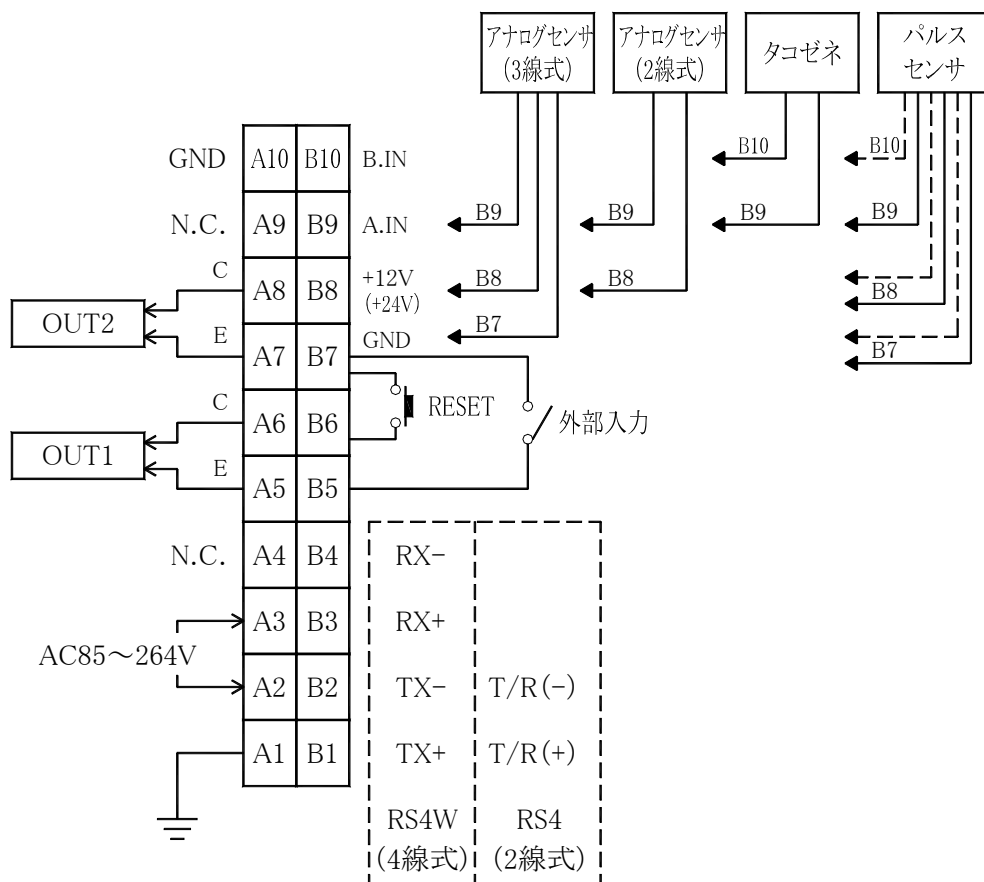 アナログセンサ
(3線式)
アナログセンサ
(2線式)
タコゼネ
パルス
センサ
GND A10 B10 B.IN
B10 B10
N.C. A9 B9 A.IN
B9 B9 B9 B9
C A8 B8 +12V
(+24V)
B8 B8 B8
OUT2
E A7 B7 GND
B7 B7
C A6 B6 RESET 外部入力
OUT1
E A5 B5
N.C. A4 B4 RX-
A3 B3 RX+
AC85～264V
A2 B2 TX- T/R(-)
A1 B1 TX+ T/R(+)
RS4W RS4
(4線式) (2線式)